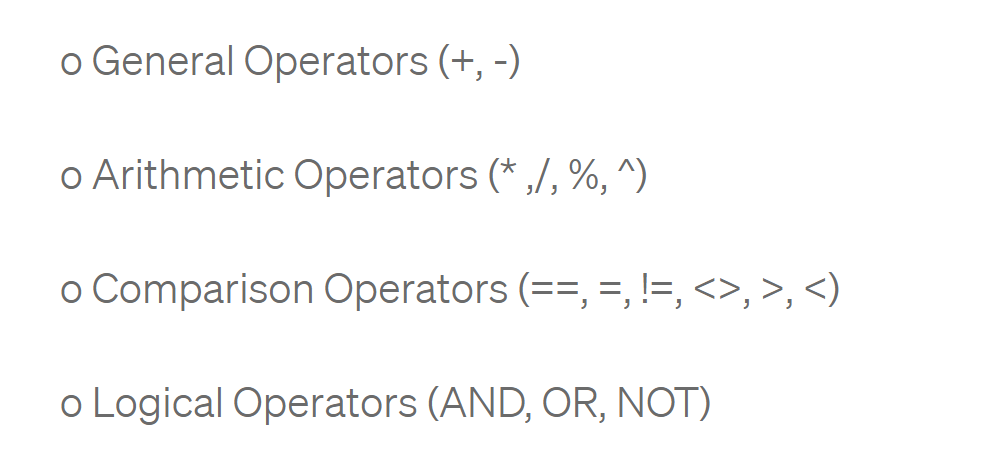 o General Operators (+, -)
o Arithmetic Operators (* ,/, %, ^)
o Comparison Operators (==, =, !=, <>, >, <)
o Logical Operators (AND, OR, NOT)